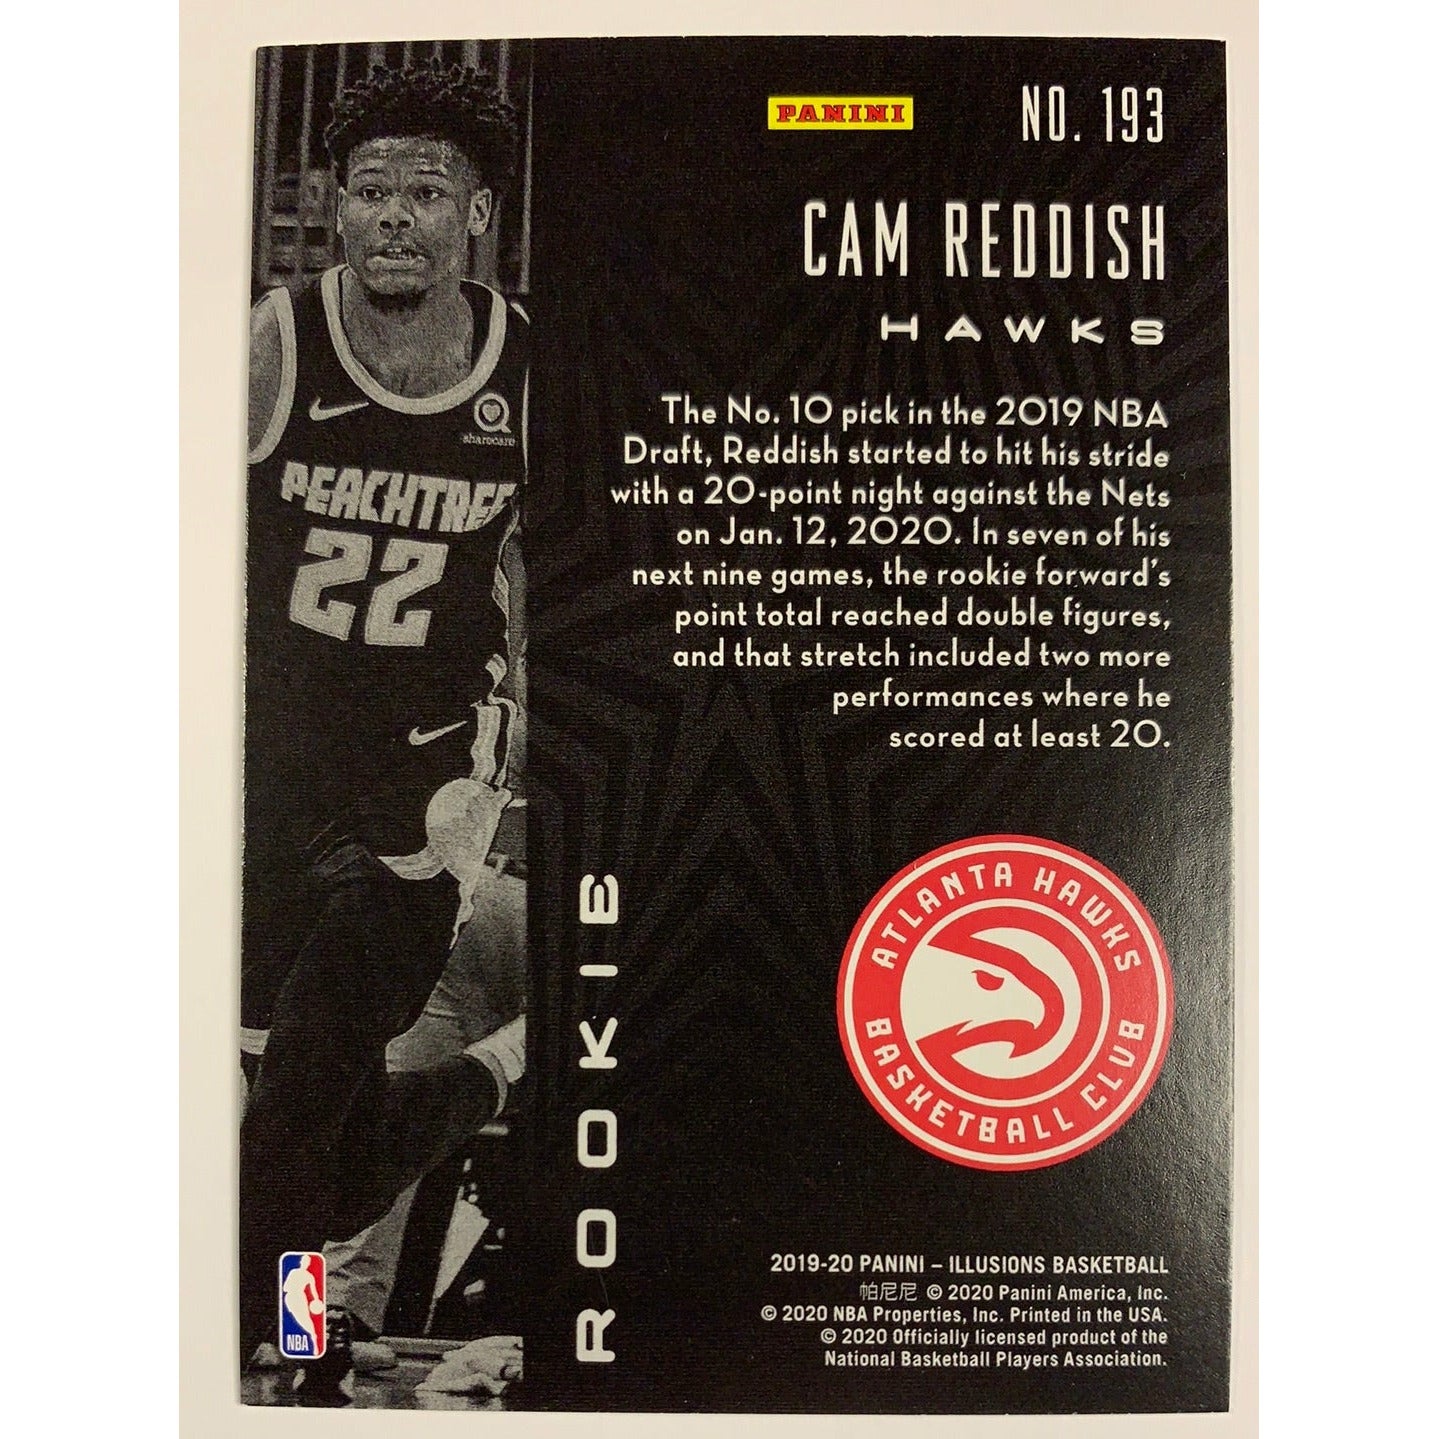 PANINI
NO. 193
CAM REDDISH
HAWKS
The No. 10 pick in the 2019 NBA
Draft, Reddish started to hit his stride
with a 20-point night against the Nets
on Jan. 12, 2020. In seven of his
next nine games, the rookie forward's
point total reached double figures,
and that stretch included two more
performances where he
scored at least 20.
sharecare
PEACHTREE
22
ROOKIE
ATLANTA HAWKS
BASKETBALL CLUB
NBA
2019-20 PANINI – ILLUSIONS BASKETBALL
帕尼尼 © 2020 Panini America, Inc.
© 2020 NBA Properties, Inc. Printed in the USA.
© 2020 Officially licensed product of the
National Basketball Players Association.